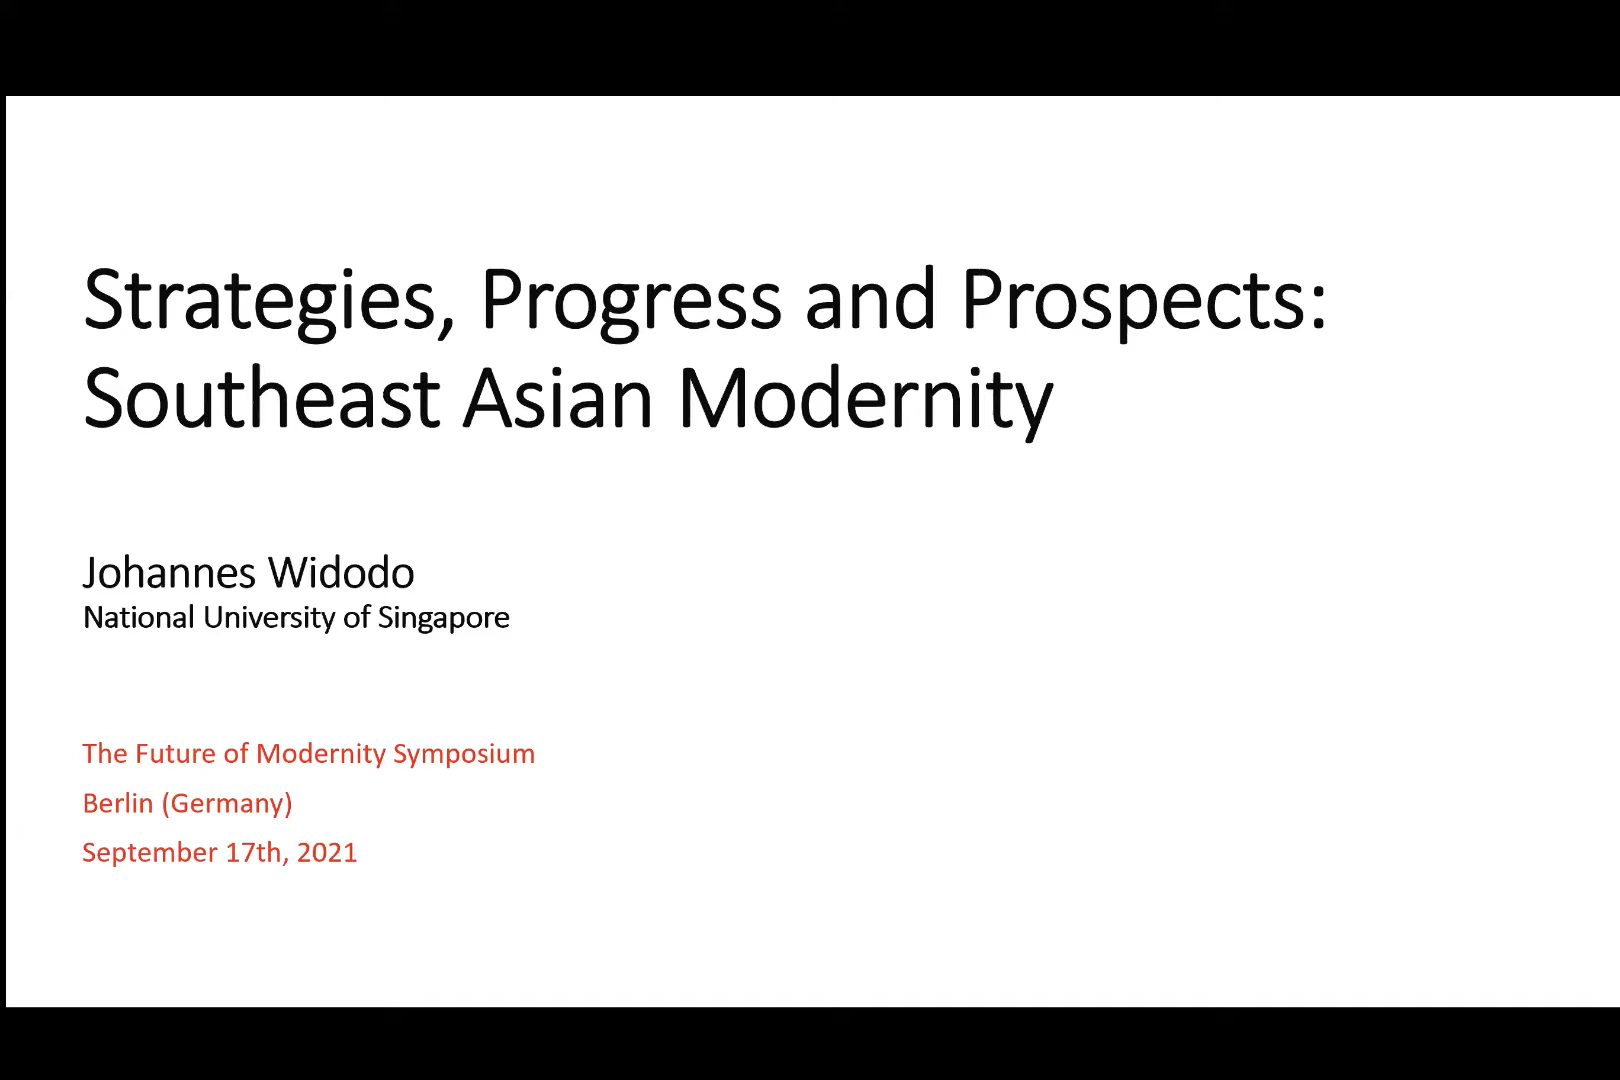 Strategies, Progress and Prospects:
Southeast Asian Modernity
Johannes Widodo
National University of Singapore
The Future of Modernity Symposium
Berlin (Germany)
September 17th, 2021